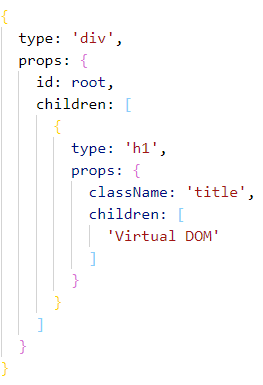 {
  type: 'div',
  props: {
    id: root,
    children: [
      {
        type: 'h1',
        props: {
          className: 'title',
          children: [
            'Virtual DOM'
          ]
        }
      }
    ]
  }
}